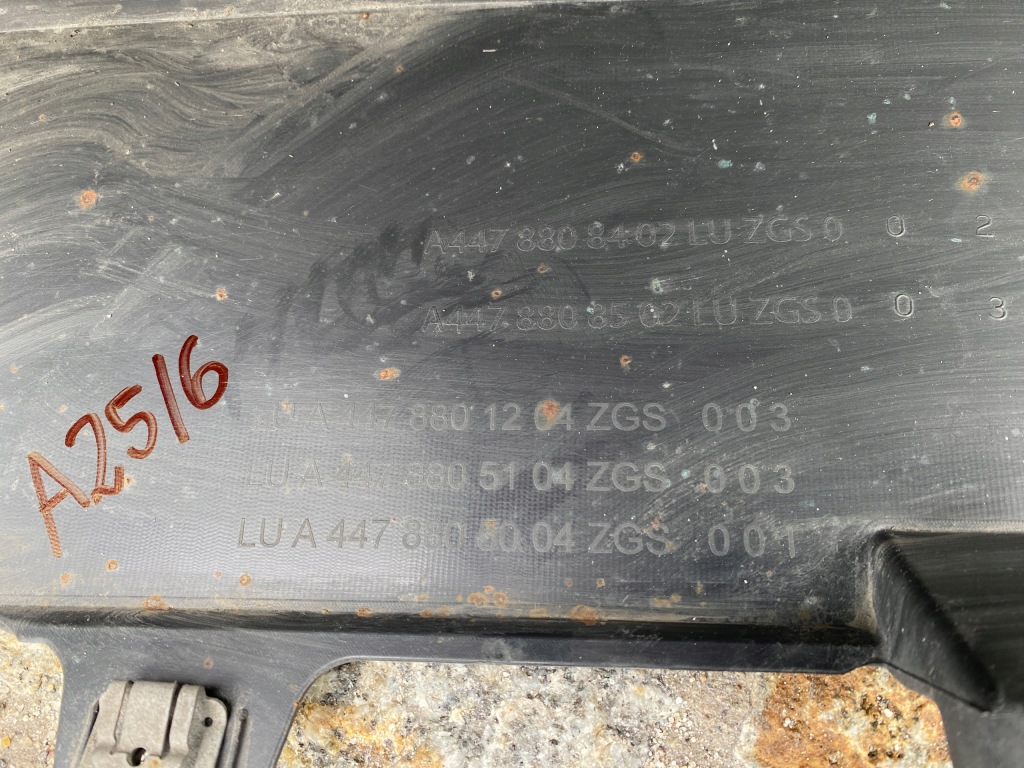 A447 880 84 02 LU ZGS 0 0 2
A447 880 85 02 LU ZGS 0 0 3
A2516
LU A 447 880 12 04 ZGS 0 0 3
LU A 447 880 51 04 ZGS 0 0 3
LU A 447 880 60 04 ZGS 0 0 1